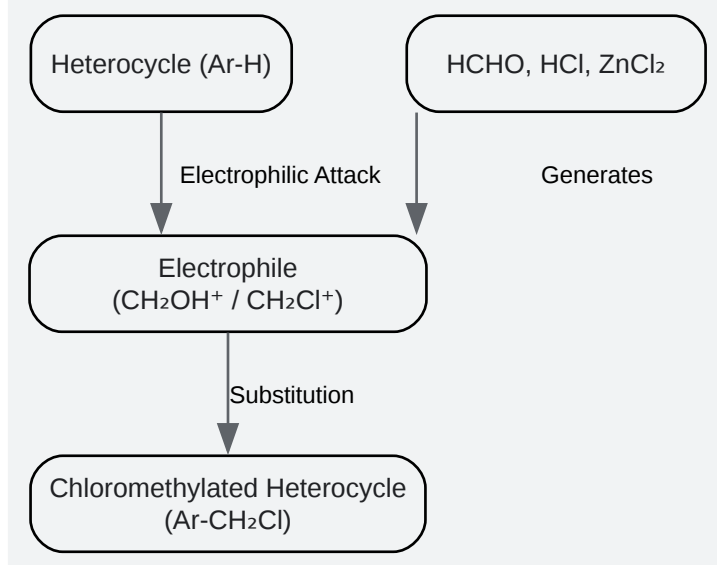 Heterocycle (Ar-H)
HCHO, HCl, ZnCl₂
Electrophilic Attack
Generates
Electrophile
(CH₂OH⁺ / CH₂Cl⁺)
Substitution
Chloromethylated Heterocycle
(Ar-CH₂Cl)